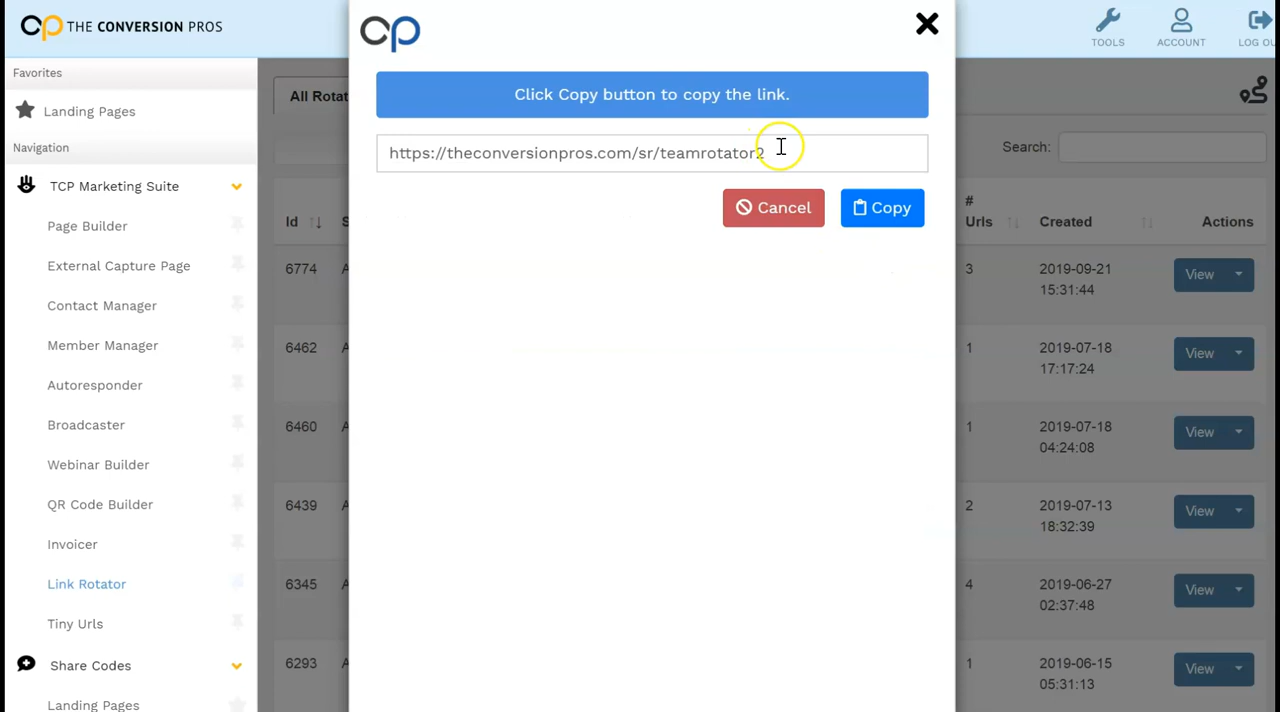 THE CONVERSION PROS
TOOLS
ACCOUNT
LOG OU
Favorites
Landing Pages
Navigation
TCP Marketing Suite
Page Builder
External Capture Page
Contact Manager
Member Manager
Autoresponder
Broadcaster
Webinar Builder
QR Code Builder
Invoicer
Link Rotator
Tiny Urls
Share Codes
Landing Pages
cp
Click Copy button to copy the link.
https://theconversionpros.com/sr/teamrotator2
Cancel
Copy
All Rotat
Search:
Id
S
# Urls
Created
Actions
6774
A
3
2019-09-21
15:31:44
View
6462
A
1
2019-07-18
17:17:24
View
6460
A
1
2019-07-18
04:24:08
View
6439
A
2
2019-07-13
18:32:39
View
6345
A
4
2019-06-27
02:37:48
View
6293
A
1
2019-06-15
05:31:13
View